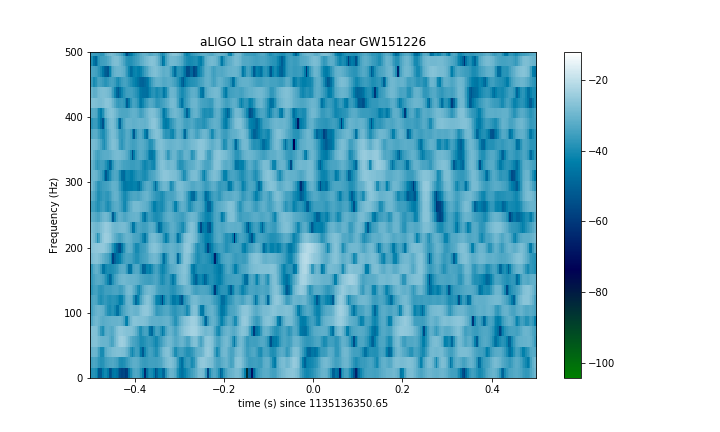 aLIGO L1 strain data near GW151226
Frequency (Hz)
500
400
300
200
100
0
−0.4 −0.2 0.0 0.2 0.4
time (s) since 1135136350.65
−20
−40
−60
−80
−100